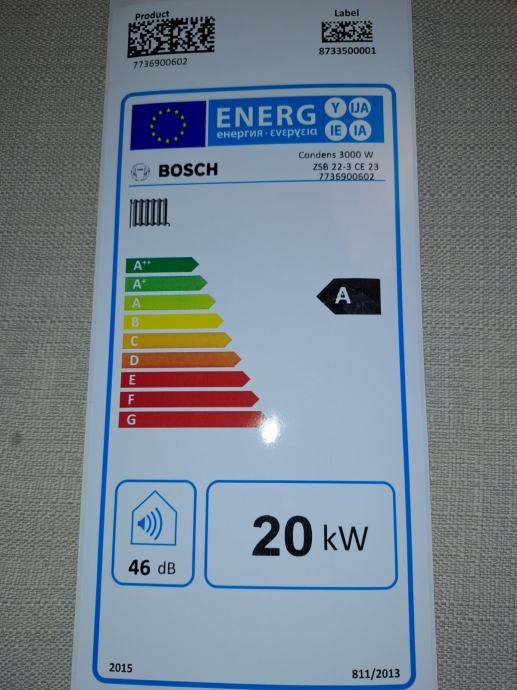 Product
Label
7736900602
8733500001
ENERG Y IJA
енергия · ενεργεια IE IA
BOSCH
Condens 3000 W
ZSB 22-3 CE 23
7736900602
A++
A+
A
B
C
D
E
F
G
A
46 dB
20 kW
2015
811/2013